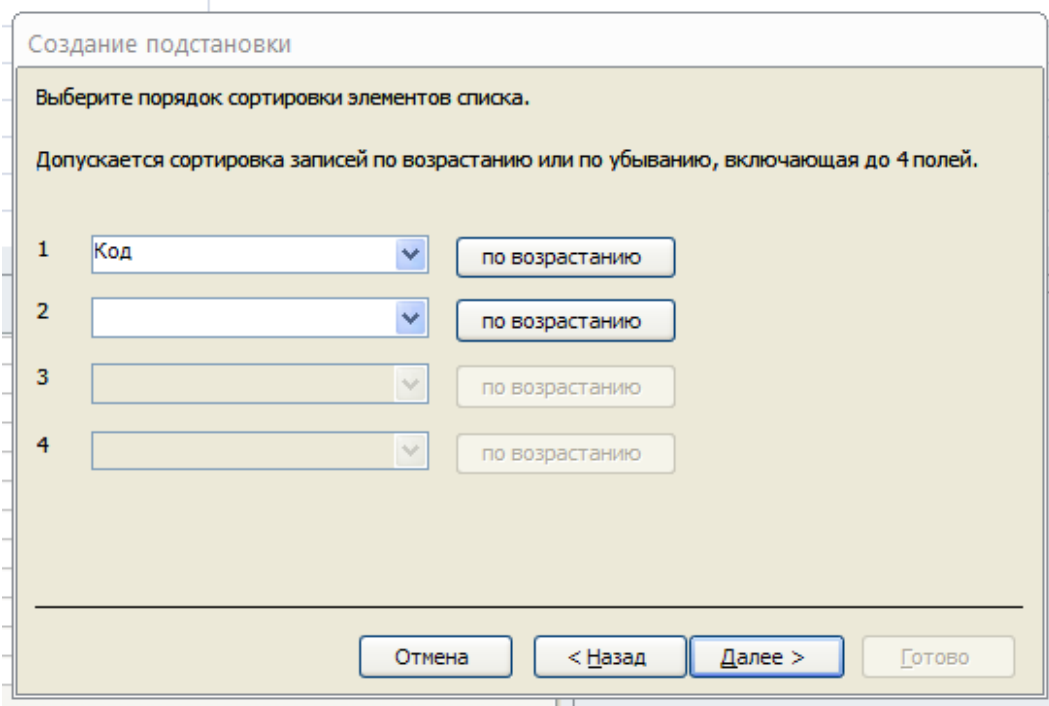 Создание подстановки
Выберите порядок сортировки элементов списка.
Допускается сортировка записей по возрастанию или по убыванию, включающая до 4 полей.
1 Код по возрастанию
2 по возрастанию
3 по возрастанию
4 по возрастанию
Отмена < Назад Далее > Готово